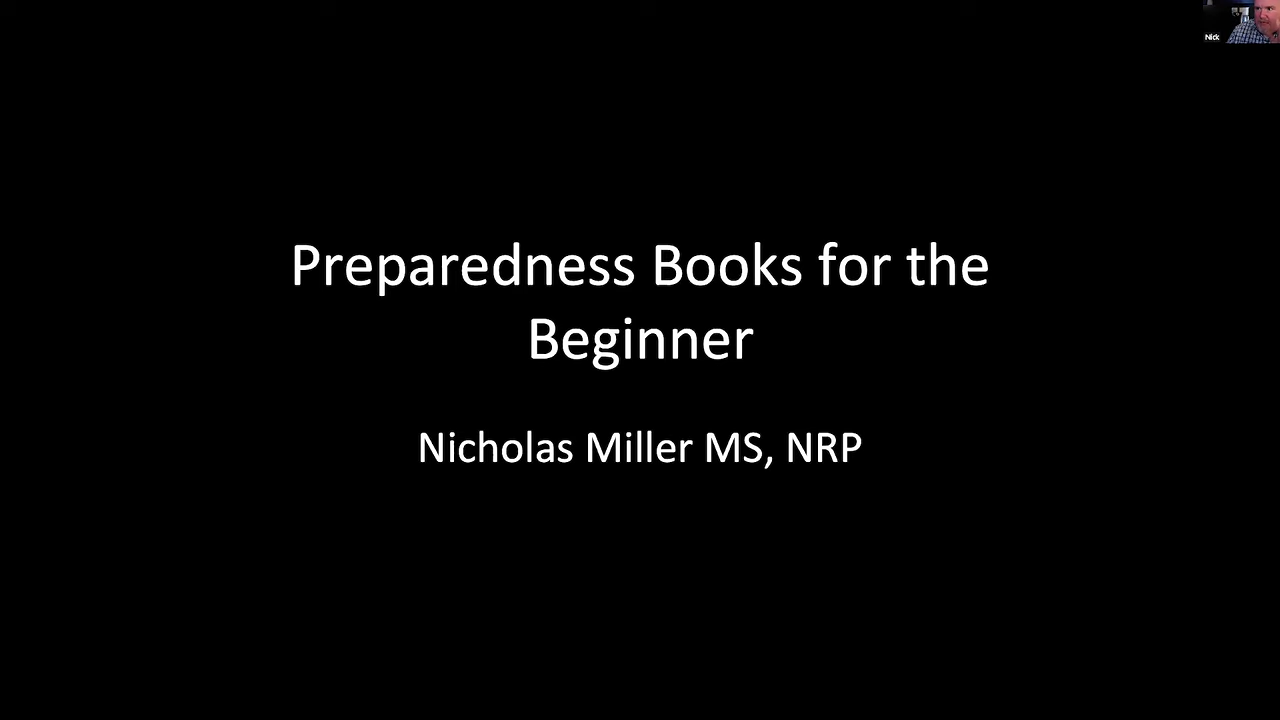 Nick
Preparedness Books for the
Beginner
Nicholas Miller MS, NRP